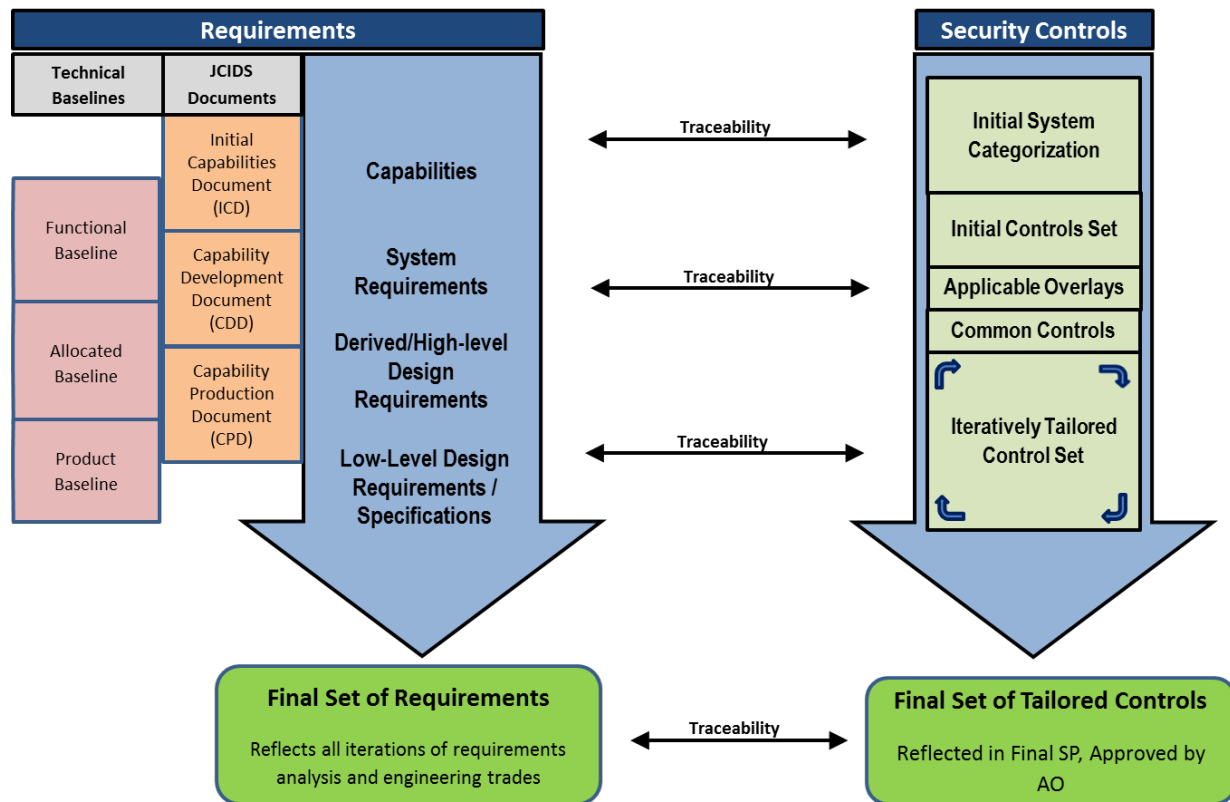 Requirements
Technical
Baselines
JCIDS
Documents
Functional
Baseline
Allocated
Baseline
Product
Baseline
Initial
Capabilities
Document
(ICD)
Capability
Development
Document
(CDD)
Capability
Production
Document
(CPD)
Capabilities
System
Requirements
Derived/High-level
Design
Requirements
Low-Level Design
Requirements /
Specifications
Traceability
Traceability
Traceability
Security Controls
Initial System
Categorization
Initial Controls Set
Applicable Overlays
Common Controls
Iteratively Tailored
Control Set
Final Set of Requirements
Reflects all iterations of requirements
analysis and engineering trades
Traceability
Final Set of Tailored Controls
Reflected in Final SP, Approved by
AO